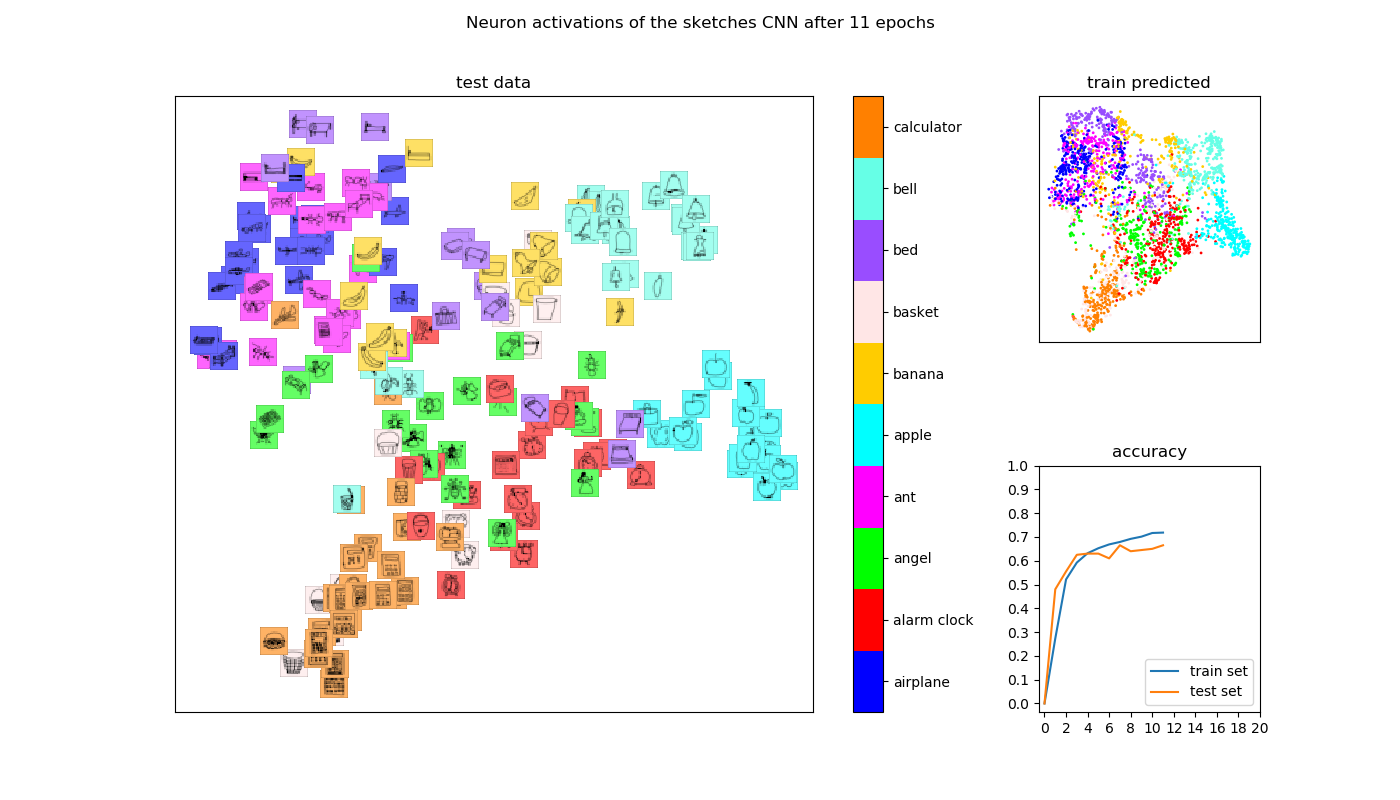 Neuron activations of the sketches CNN after 11 epochs
test data
calculator
bell
bed
basket
banana
apple
ant
angel
alarm clock
airplane
train predicted
accuracy
1.0
0.9
0.8
0.7
0.6
0.5
0.4
0.3
0.2
0.1
0.0
train set
test set
0 2 4 6 8 10 12 14 16 18 20